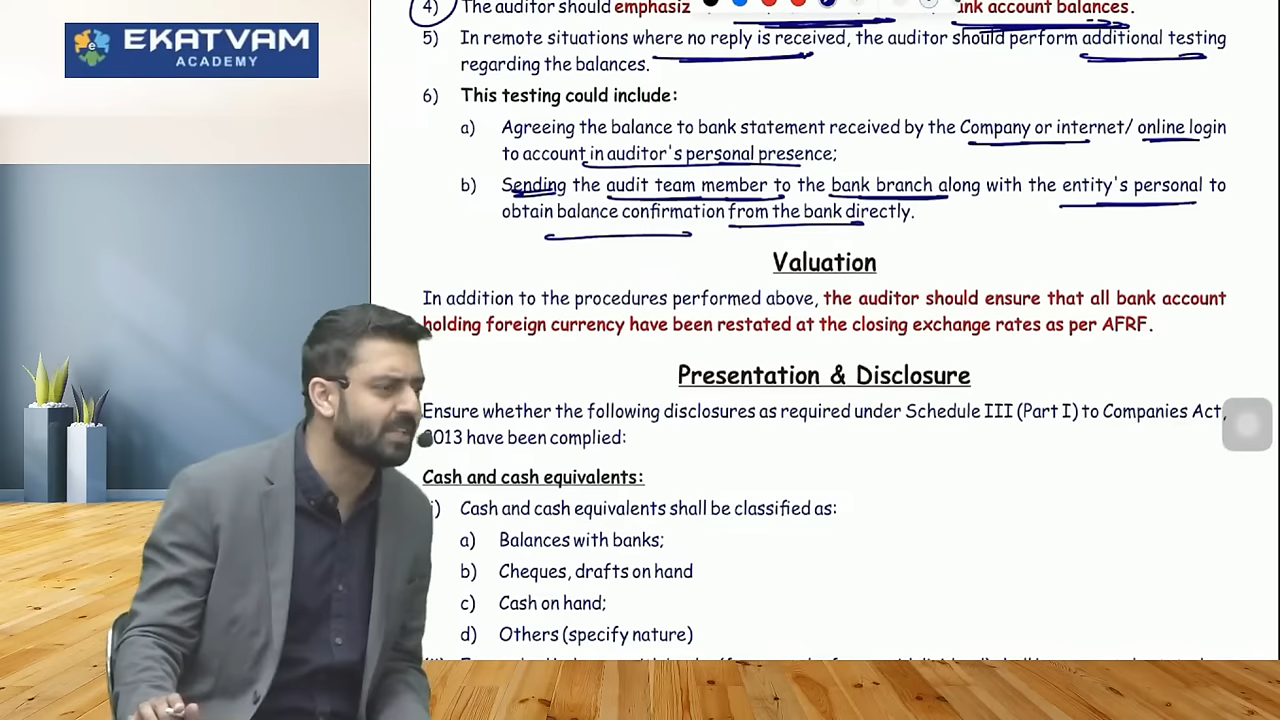 EKATVAM
ACADEMY
4) The auditor should emphasiz ank account balances.
5) In remote situations where no reply is received, the auditor should perform additional testing
regarding the balances.
6) This testing could include:
a) Agreeing the balance to bank statement received by the Company or internet/ online login
to account in auditor's personal presence;
b) Sending the audit team member to the bank branch along with the entity's personal to
obtain balance confirmation from the bank directly.
Valuation
In addition to the procedures performed above, the auditor should ensure that all bank account
holding foreign currency have been restated at the closing exchange rates as per AFRF.
Presentation & Disclosure
Ensure whether the following disclosures as required under Schedule III (Part I) to Companies Act,
2013 have been complied:
Cash and cash equivalents:
i) Cash and cash equivalents shall be classified as:
a) Balances with banks;
b) Cheques, drafts on hand
c) Cash on hand;
d) Others (specify nature)